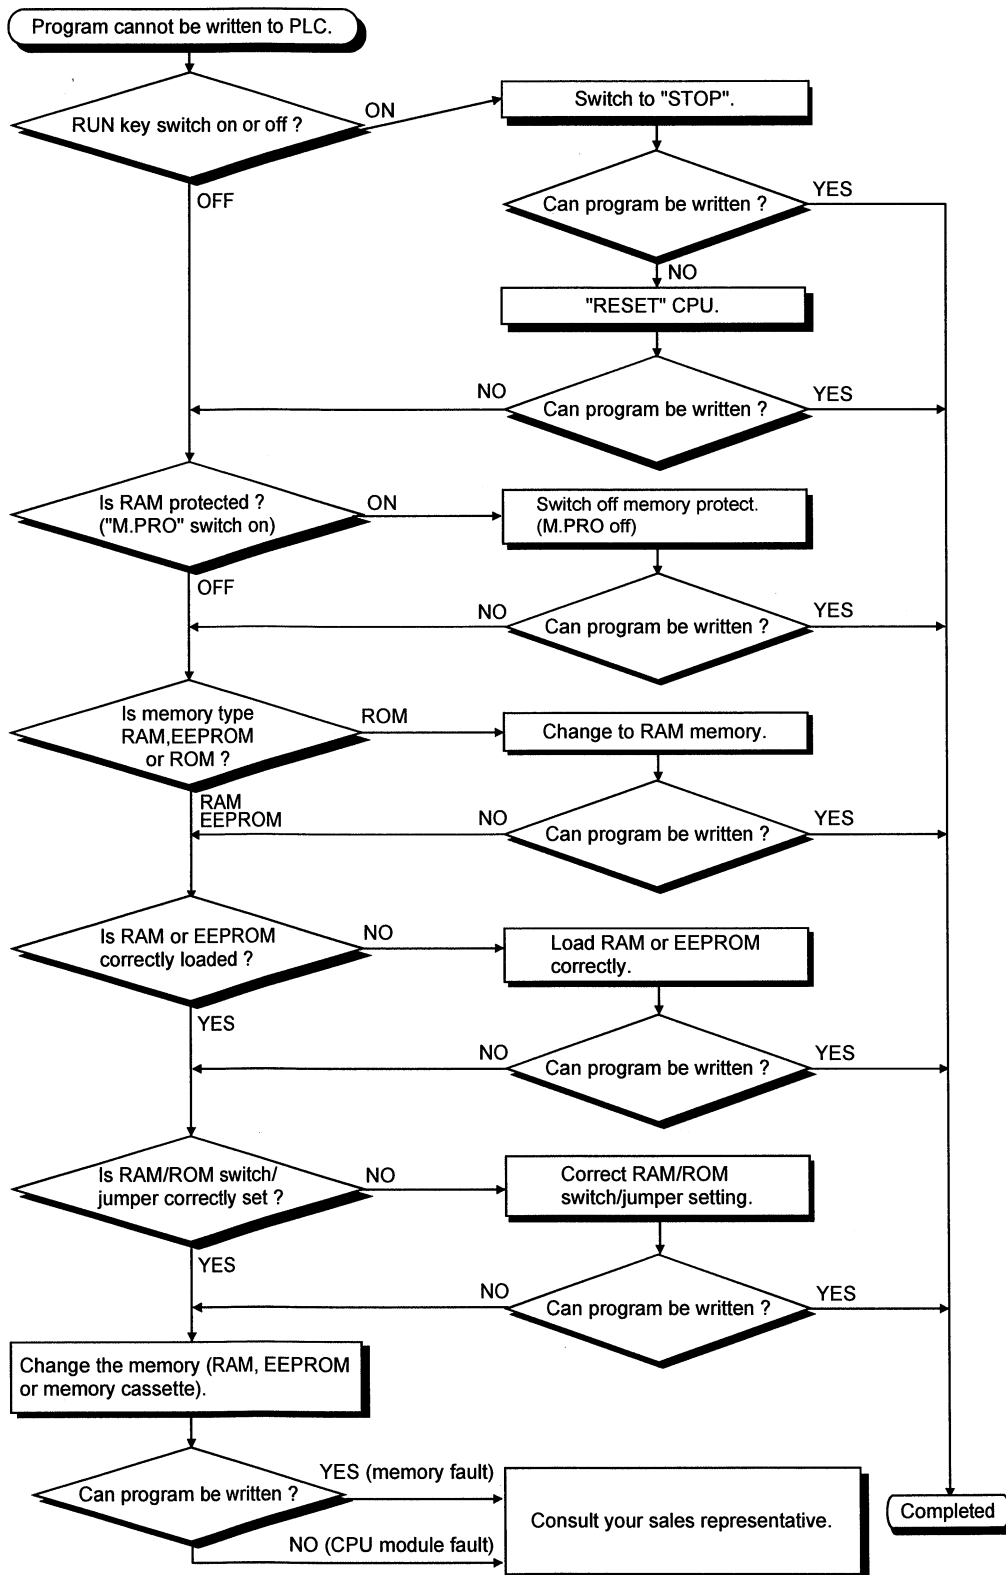 Program cannot be written to PLC.
RUN key switch on or off ?
ON
Switch to "STOP".
OFF
Can program be written ?
YES
NO
"RESET" CPU.
NO
Can program be written ?
YES
Is RAM protected ?
("M.PRO" switch on)
ON
Switch off memory protect.
(M.PRO off)
OFF
NO
Can program be written ?
YES
Is memory type
RAM,EEPROM
or ROM ?
ROM
Change to RAM memory.
RAM
EEPROM
NO
Can program be written ?
YES
Is RAM or EEPROM
correctly loaded ?
NO
Load RAM or EEPROM
correctly.
YES
NO
Can program be written ?
YES
Is RAM/ROM switch/
jumper correctly set ?
NO
Correct RAM/ROM
switch/jumper setting.
YES
NO
Can program be written ?
YES
Change the memory (RAM, EEPROM
or memory cassette).
Can program be written ?
YES (memory fault)
NO (CPU module fault)
Consult your sales representative.
Completed